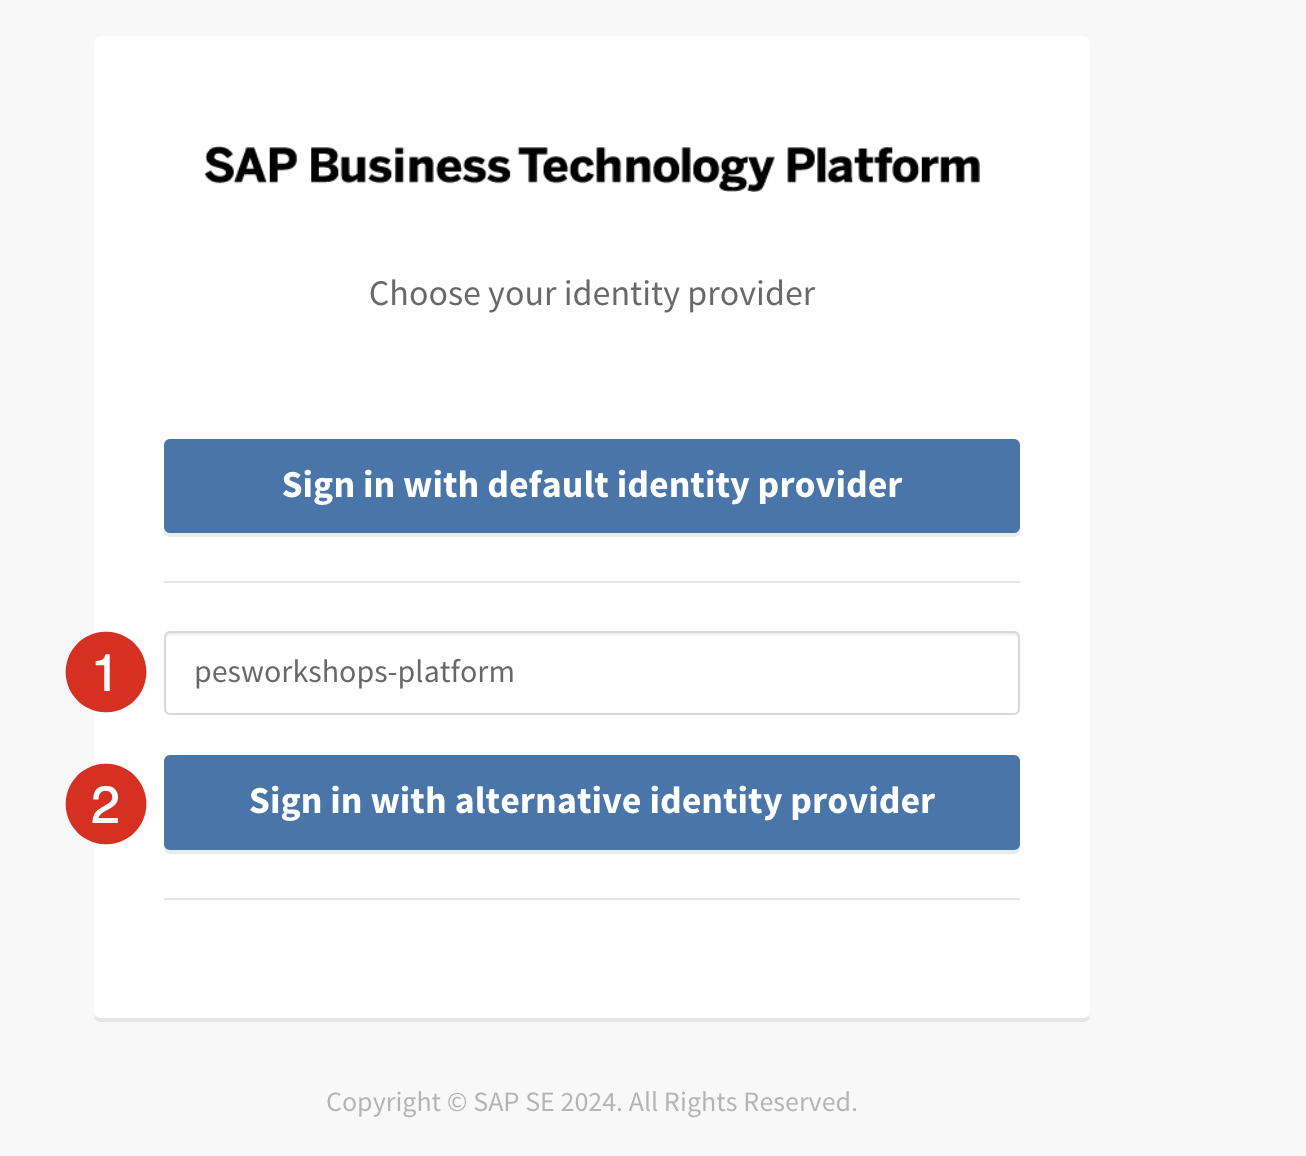 SAP Business Technology Platform
Choose your identity provider
Sign in with default identity provider
1
pesworkshops-platform
2
Sign in with alternative identity provider
Copyright © SAP SE 2024. All Rights Reserved.